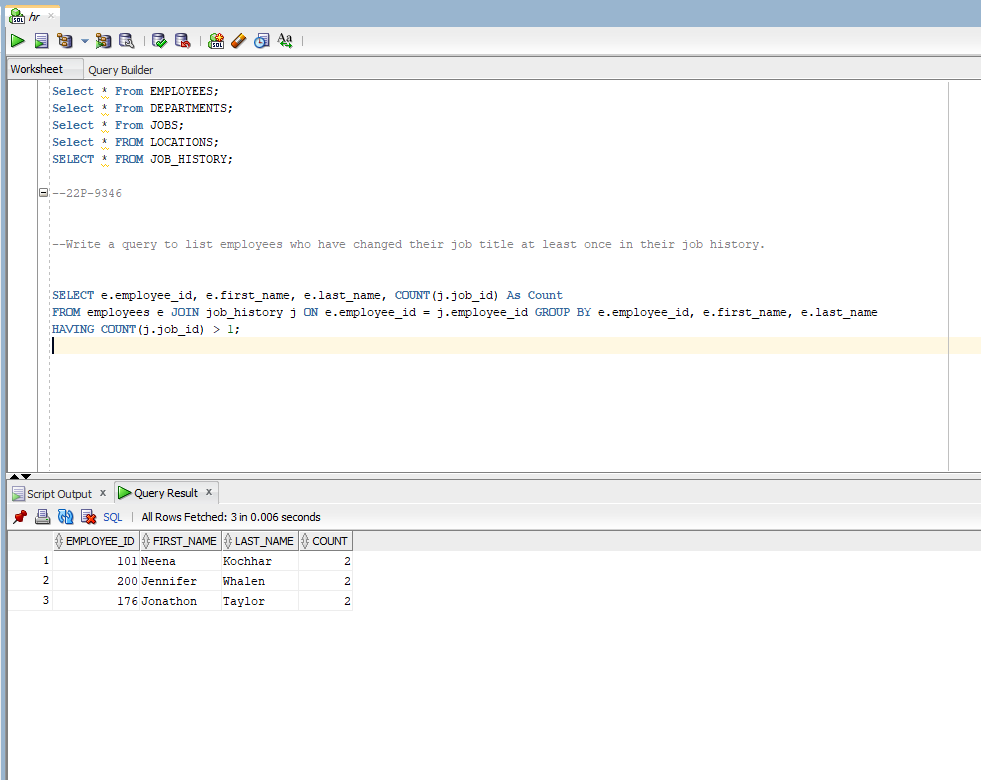 hr
Worksheet Query Builder
Select * From EMPLOYEES;
Select * From DEPARTMENTS;
Select * From JOBS;
Select * FROM LOCATIONS;
SELECT * FROM JOB_HISTORY;
--22P-9346
--Write a query to list employees who have changed their job title at least once in their job history.
SELECT e.employee_id, e.first_name, e.last_name, COUNT(j.job_id) As Count
FROM employees e JOIN job_history j ON e.employee_id = j.employee_id GROUP BY e.employee_id, e.first_name, e.last_name
HAVING COUNT(j.job_id) > 1;
Script Output x Query Result x
SQL | All Rows Fetched: 3 in 0.006 seconds
EMPLOYEE_ID FIRST_NAME LAST_NAME COUNT
1 101 Neena Kochhar 2
2 200 Jennifer Whalen 2
3 176 Jonathon Taylor 2